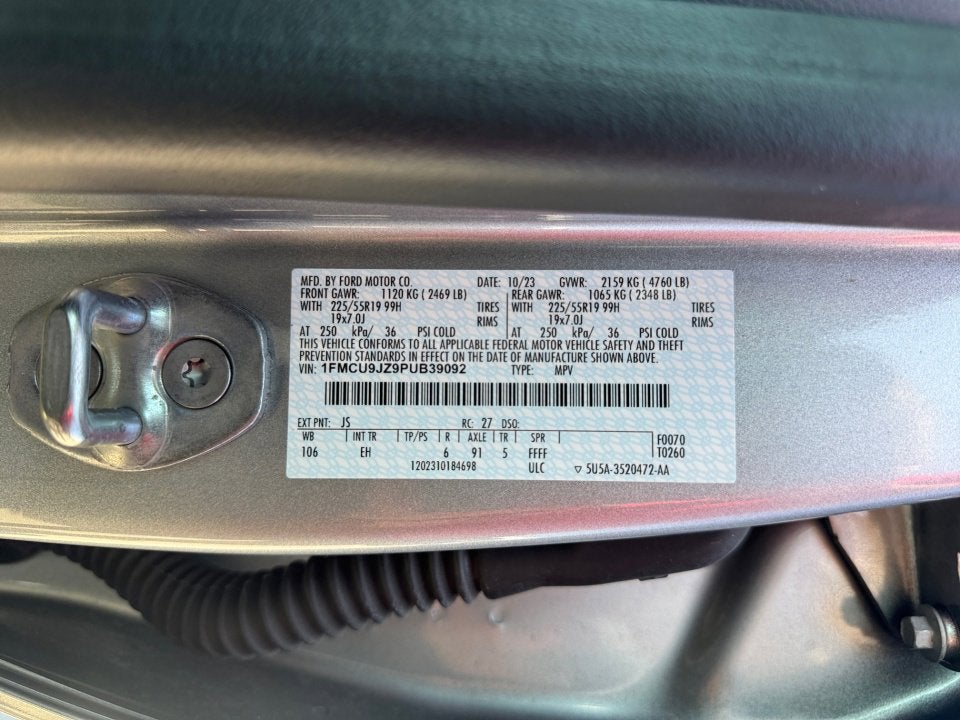 MFD. BY FORD MOTOR CO. DATE: 10/23 GVWR: 2159 KG ( 4760 LB)
FRONT GAWR: 1120 KG ( 2469 LB) REAR GAWR: 1065 KG ( 2348 LB)
WITH 225/55R19 99H TIRES WITH 225/55R19 99H TIRES
19x7.0J RIMS 19x7.0J RIMS
AT 250 kPa/ 36 PSI COLD AT 250 kPa/ 36 PSI COLD
THIS VEHICLE CONFORMS TO ALL APPLICABLE FEDERAL MOTOR VEHICLE SAFETY AND THEFT
PREVENTION STANDARDS IN EFFECT ON THE DATE OF MANUFACTURE SHOWN ABOVE.
VIN: 1FMCU9JZ9PUB39092 TYPE: MPV
EXT PNT: JS RC: 27 DSO:
WB INT TR TP/PS R AXLE TR SPR F0070
106 EH 6 91 5 FFFF T0260
1202310184698 ULC ▽ 5U5A-3520472-AA